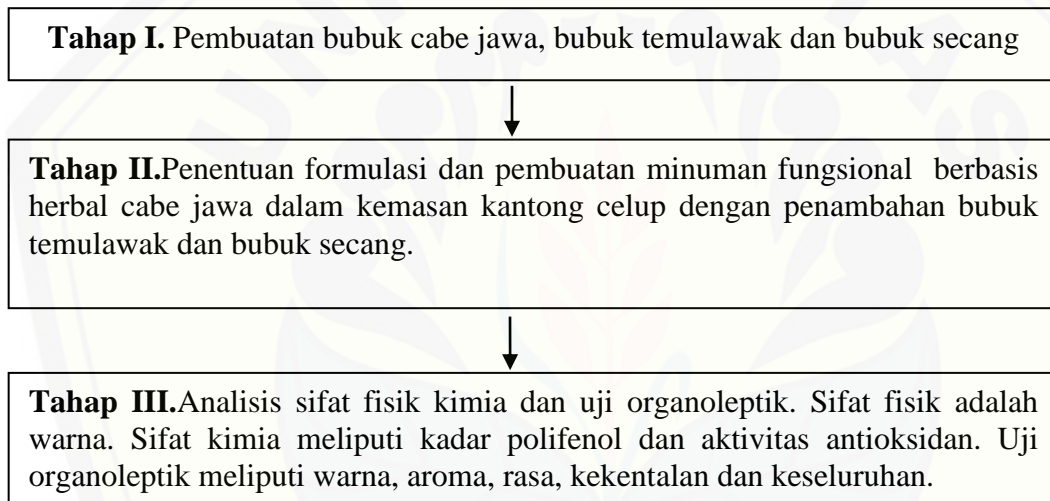 Tahap I. Pembuatan bubuk cabe jawa, bubuk temulawak dan bubuk secang
Tahap II.Penentuan formulasi dan pembuatan minuman fungsional berbasis
herbal cabe jawa dalam kemasan kantong celup dengan penambahan bubuk
temulawak dan bubuk secang.
Tahap III.Analisis sifat fisik kimia dan uji organoleptik. Sifat fisik adalah
warna. Sifat kimia meliputi kadar polifenol dan aktivitas antioksidan. Uji
organoleptik meliputi warna, aroma, rasa, kekentalan dan keseluruhan.